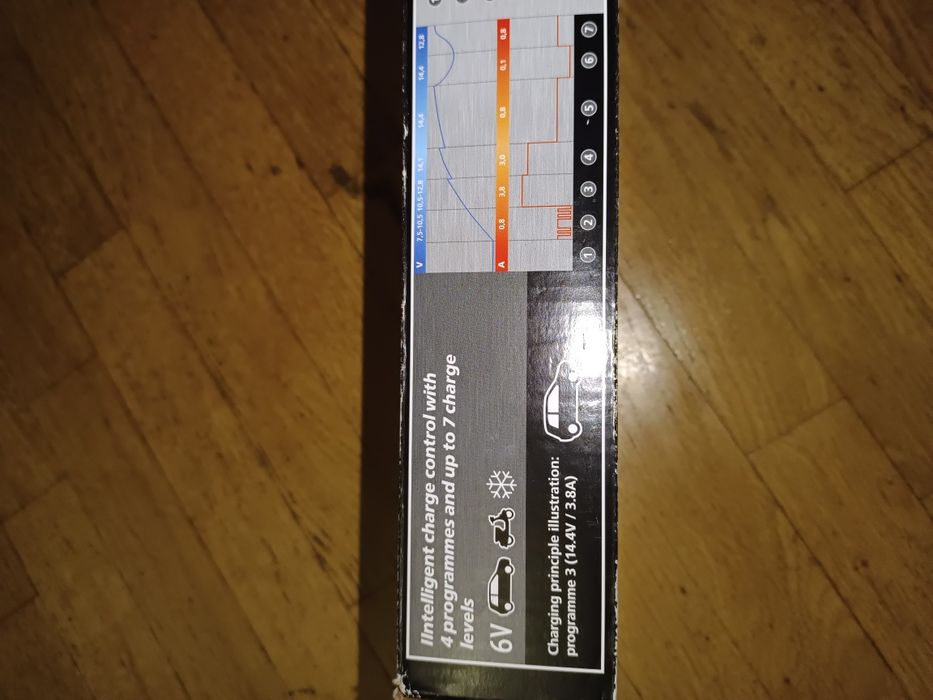 IIntelligent charge control with
4 programmes and up to 7 charge
levels
6V
Charging principle illustration:
programme 3 (14.4V / 3.8A)
V 7,5-10,5 10,5-12,8 14,1 14,4 14,4 12,8
A 0,8 3,8 3,0 0,8 0,1 0,8
1 2 3 4 5 6 7